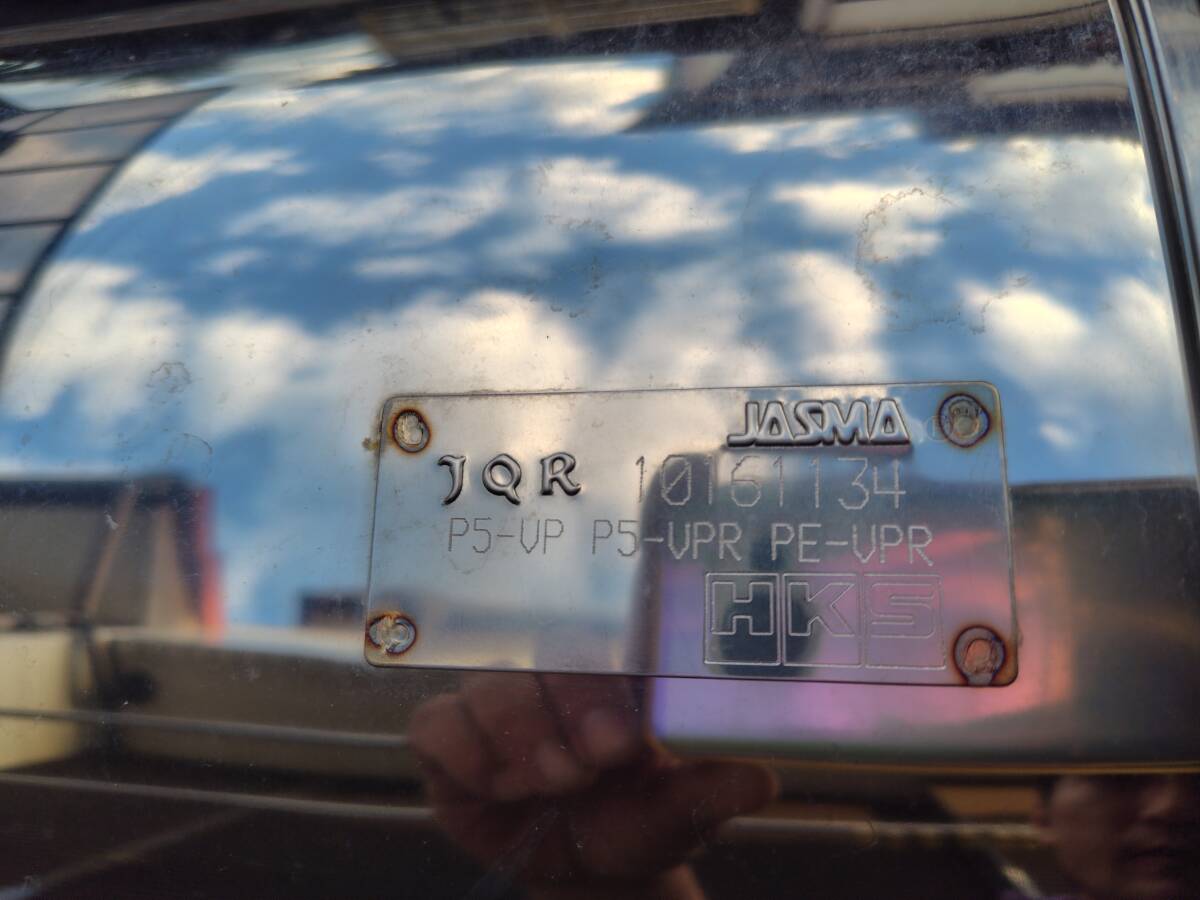 JASMA
JQR 10161134
P5-VP P5-VPR PE-VPR
HKS